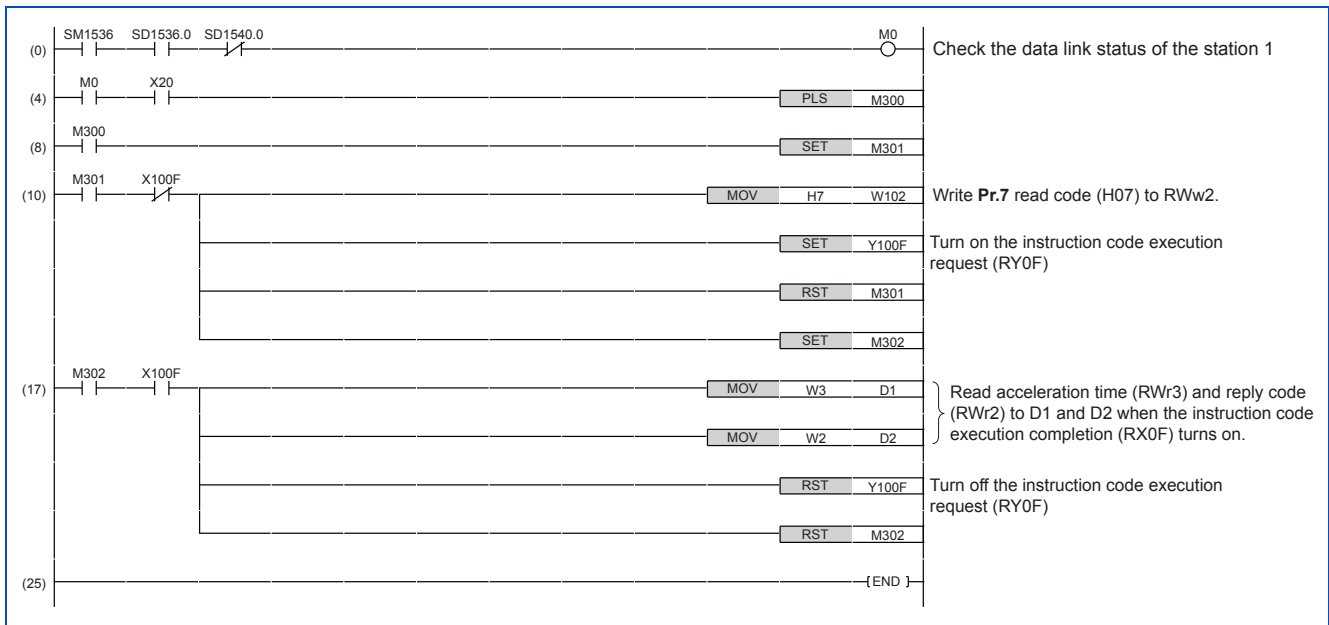 SM1536 SD1536.0 SD1540.0 M0
(0) Check the data link status of the station 1
M0 X20
(4) PLS M300
M300
(8) SET M301
M301 X100F
(10) MOV H7 W102 Write Pr.7 read code (H07) to RWw2.
SET Y100F Turn on the instruction code execution
request (RY0F)
RST M301
SET M302
M302 X100F
(17) MOV W3 D1 Read acceleration time (RWr3) and reply code
(RWr2) to D1 and D2 when the instruction code
MOV W2 D2 execution completion (RX0F) turns on.
RST Y100F Turn off the instruction code execution
request (RY0F)
RST M302
(25) END